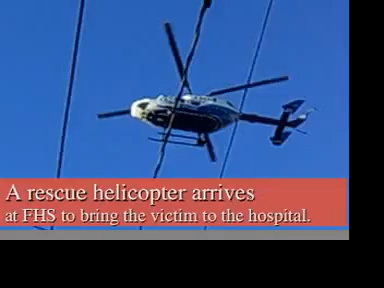 A rescue helicopter arrives
at FHS to bring the victim to the hospital.